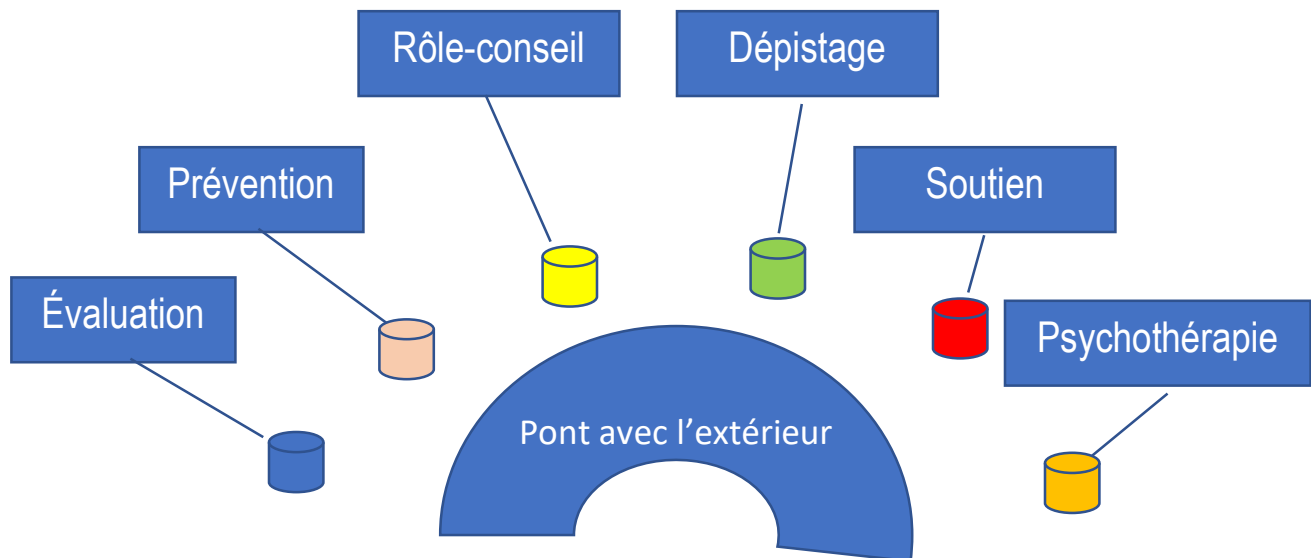 Rôle-conseil
Dépistage
Prévention
Soutien
Évaluation
Psychothérapie
Pont avec l’extérieur